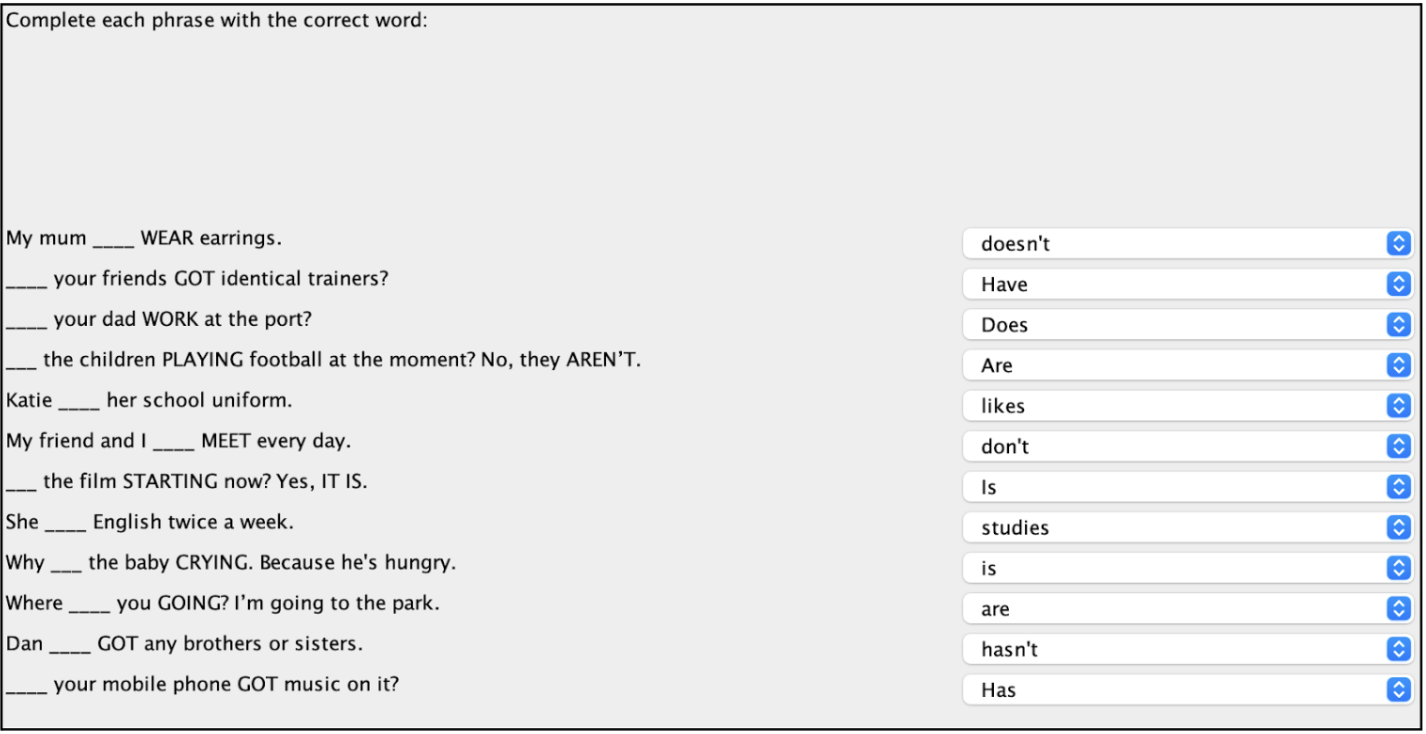 Complete each phrase with the correct word:
My mum ____ WEAR earrings. doesn't
____ your friends GOT identical trainers? Have
____ your dad WORK at the port? Does
___ the children PLAYING football at the moment? No, they AREN’T. Are
Katie ____ her school uniform. likes
My friend and I ____ MEET every day. don't
___ the film STARTING now? Yes, IT IS. Is
She ____ English twice a week. studies
Why ___ the baby CRYING. Because he's hungry. is
Where ____ you GOING? I’m going to the park. are
Dan ____ GOT any brothers or sisters. hasn't
____ your mobile phone GOT music on it? Has